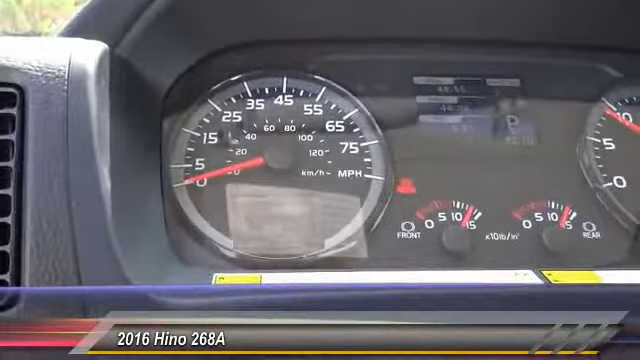 45
35 55
25 65
15 75
5
0 MPH
60 80
40 100
20 120
km/h
P
FRONT 0 5 10 15
x10lb/in²
0 5 10 15 REAR
10
5
0
2016 Hino 268A